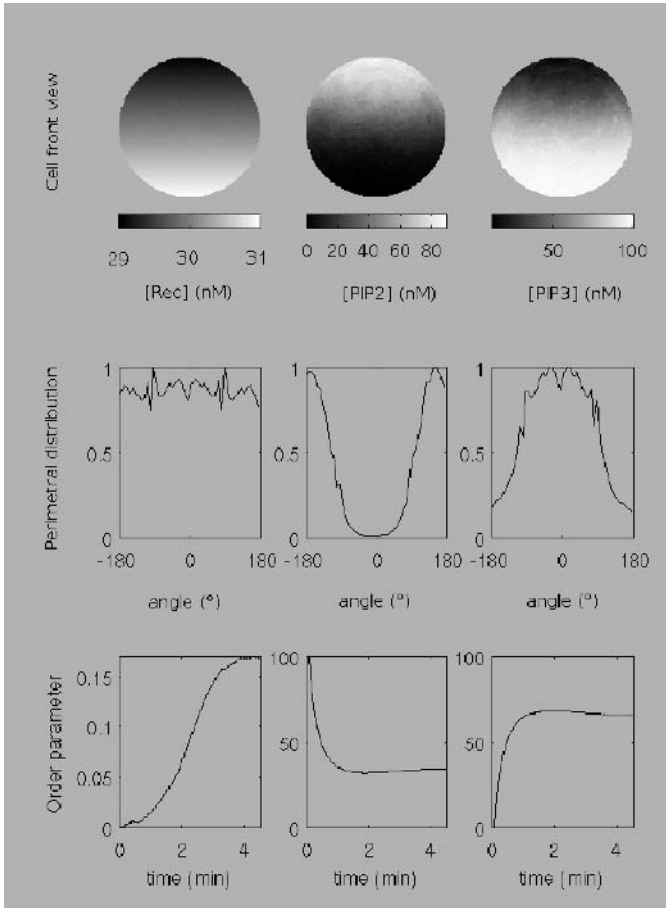 Cell front view
29 30 31
0 20 40 60 80
50 100
[Rec] (nM)
[PIP2] (nM)
[PIP3] (nM)
Perimetral distribution
1
0.5
0
-180 0 180
angle (º)
1
0.5
0
-180 0 180
angle (º)
1
0.5
0
-180 0 180
angle (º)
Order parameter
0.15
0.1
0.05
0
0 2 4
time (min)
100
50
0
0 2 4
time (min)
100
50
0
0 2 4
time (min)